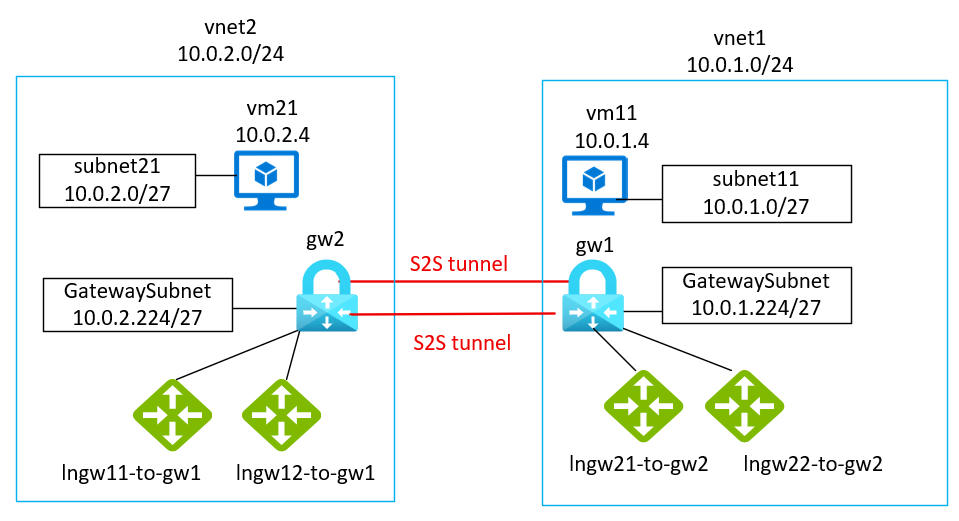 vnet2
10.0.2.0/24
vnet1
10.0.1.0/24
vm21
10.0.2.4
vm11
10.0.1.4
subnet21
10.0.2.0/27
subnet11
10.0.1.0/27
gw2
S2S tunnel
gw1
GatewaySubnet
10.0.2.224/27
GatewaySubnet
10.0.1.224/27
S2S tunnel
lngw11-to-gw1
lngw12-to-gw1
lngw21-to-gw2
lngw22-to-gw2